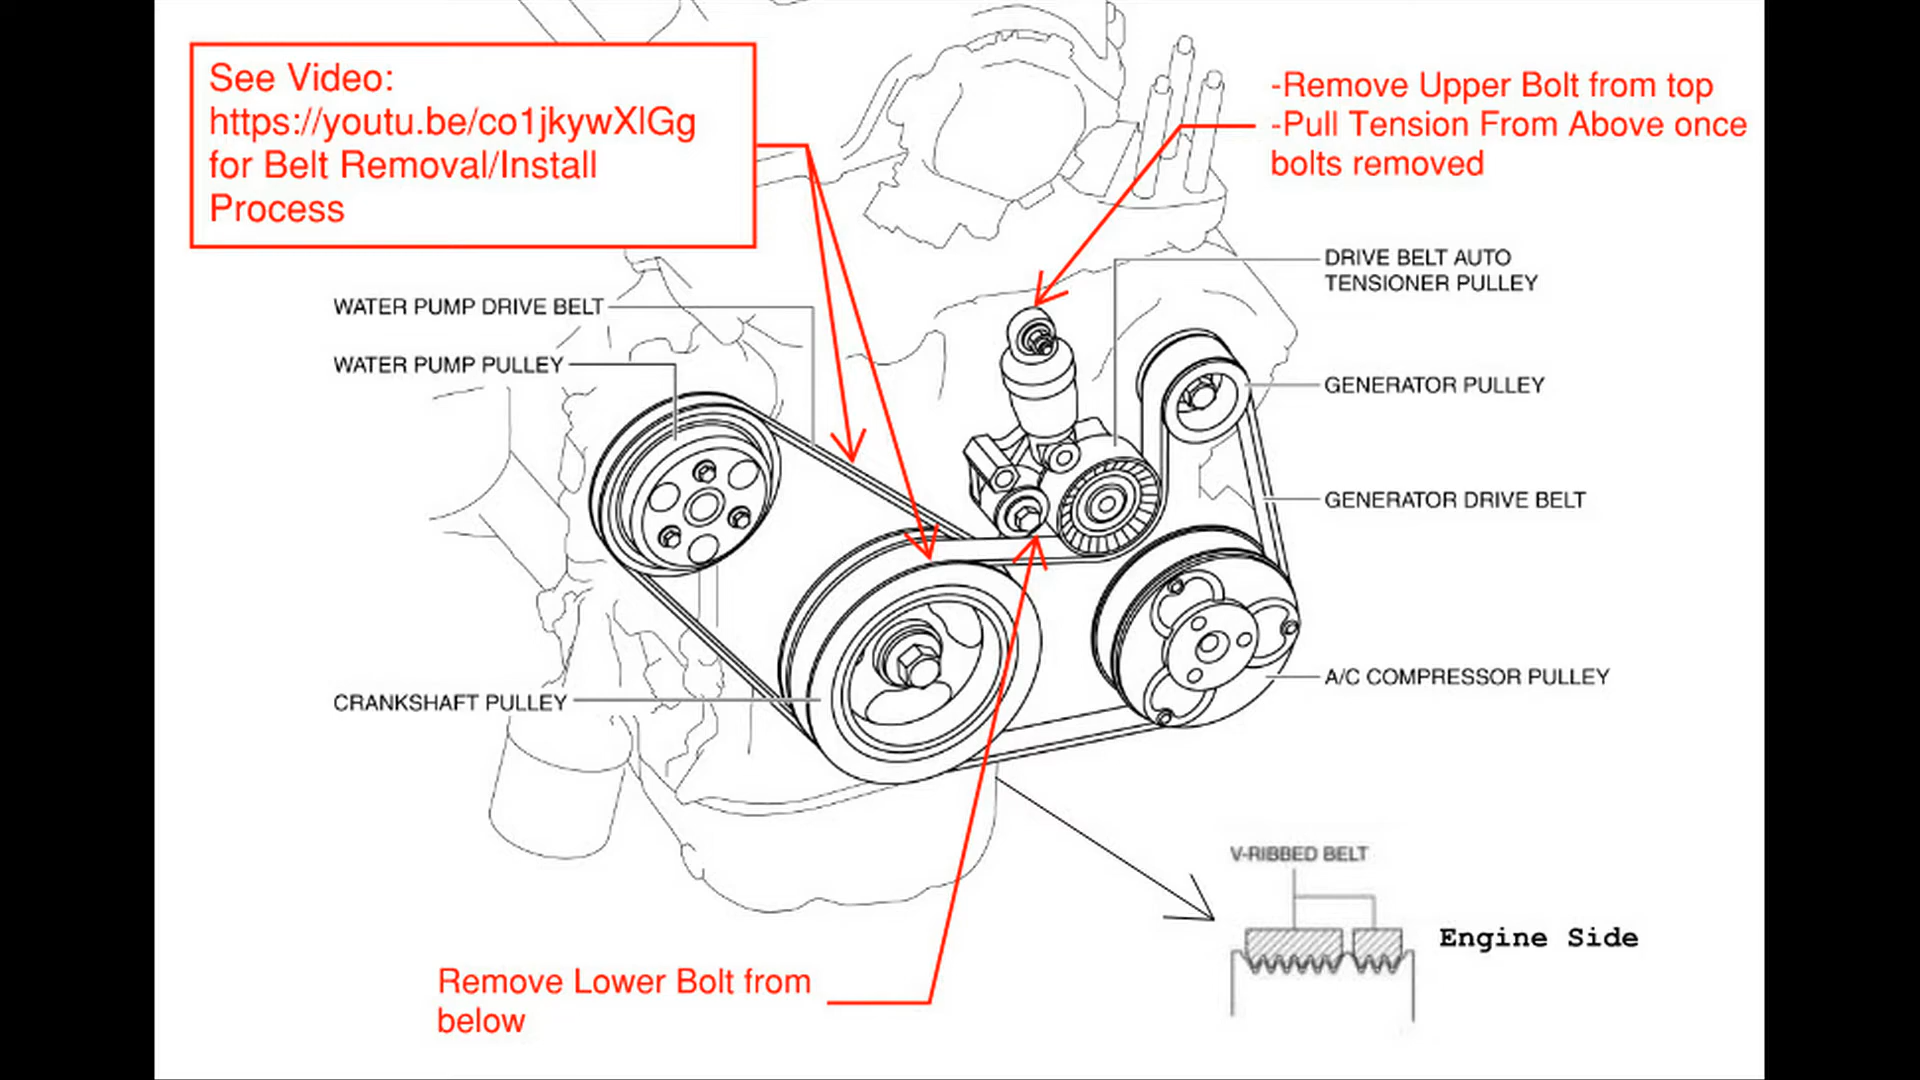 See Video:
https://youtu.be/co1jkywXlGg
for Belt Removal/Install
Process
-Remove Upper Bolt from top
-Pull Tension From Above once
bolts removed
DRIVE BELT AUTO
TENSIONER PULLEY
WATER PUMP DRIVE BELT
WATER PUMP PULLEY
GENERATOR PULLEY
GENERATOR DRIVE BELT
A/C COMPRESSOR PULLEY
CRANKSHAFT PULLEY
V-RIBBED BELT
Engine Side
Remove Lower Bolt from
below